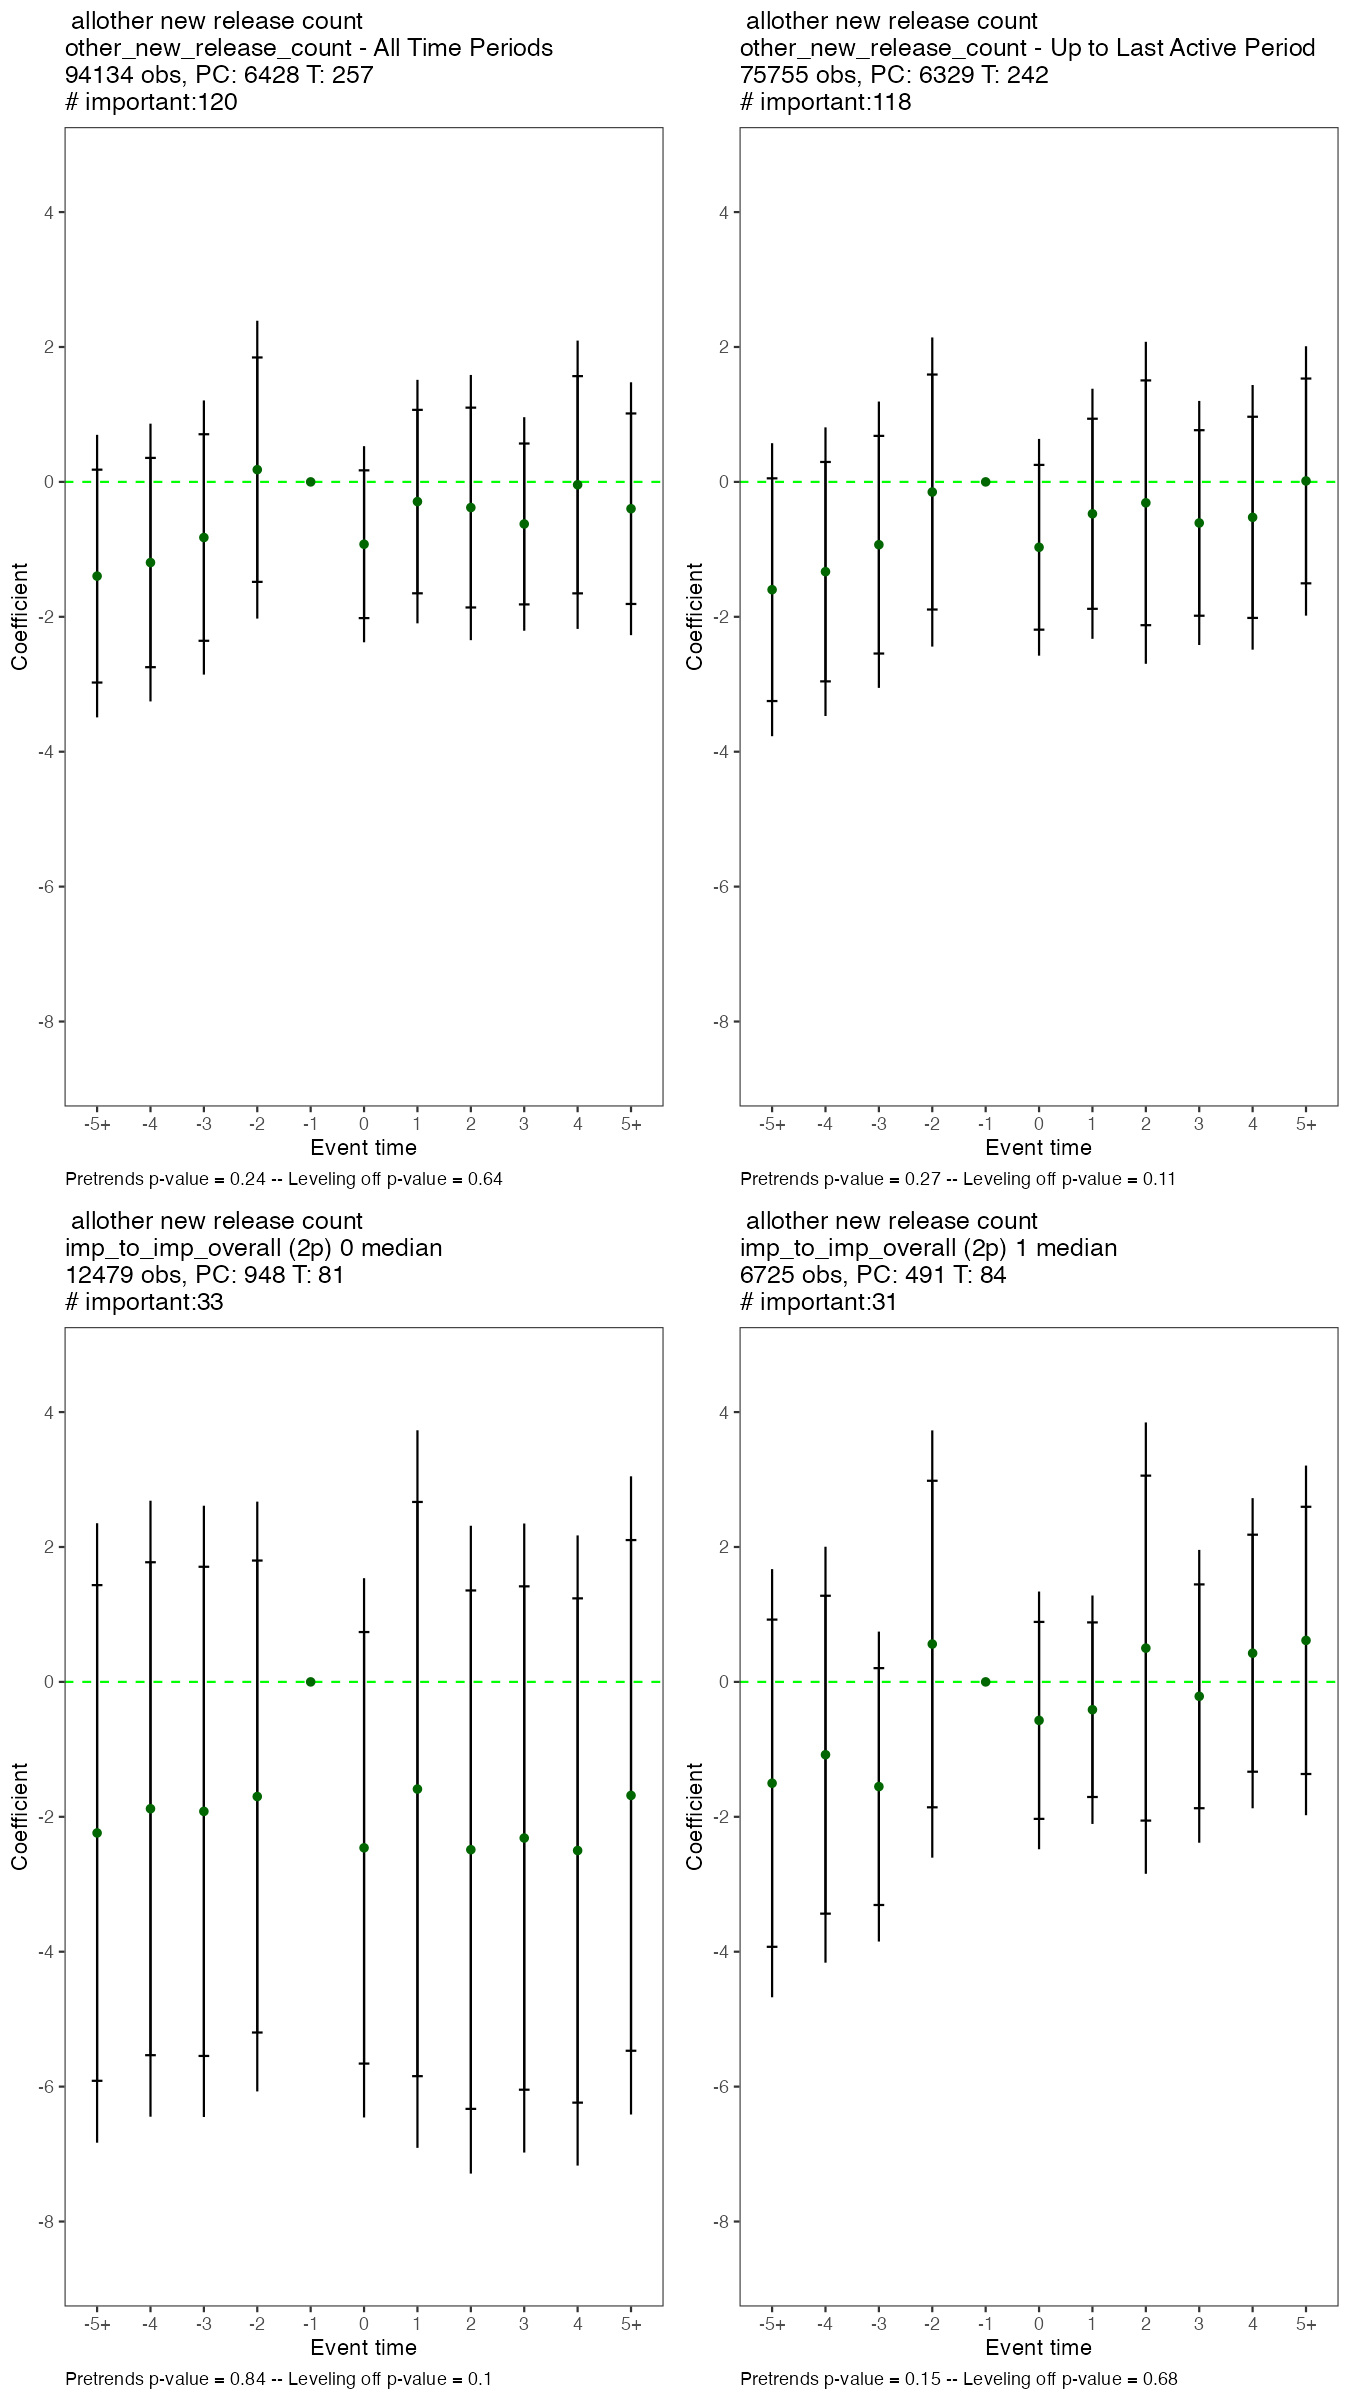 allother new release count
other_new_release_count - All Time Periods
94134 obs, PC: 6428 T: 257
# important:120
4
2
0
-2
-4
-6
-8
Coefficient
-5+ -4 -3 -2 -1 0 1 2 3 4 5+
Event time
Pretrends p-value = 0.24 -- Leveling off p-value = 0.64
allother new release count
other_new_release_count - Up to Last Active Period
75755 obs, PC: 6329 T: 242
# important:118
4
2
0
-2
-4
-6
-8
Coefficient
-5+ -4 -3 -2 -1 0 1 2 3 4 5+
Event time
Pretrends p-value = 0.27 -- Leveling off p-value = 0.11
allother new release count
imp_to_imp_overall (2p) 0 median
12479 obs, PC: 948 T: 81
# important:33
4
2
0
-2
-4
-6
-8
Coefficient
-5+ -4 -3 -2 -1 0 1 2 3 4 5+
Event time
Pretrends p-value = 0.84 -- Leveling off p-value = 0.1
allother new release count
imp_to_imp_overall (2p) 1 median
6725 obs, PC: 491 T: 84
# important:31
4
2
0
-2
-4
-6
-8
Coefficient
-5+ -4 -3 -2 -1 0 1 2 3 4 5+
Event time
Pretrends p-value = 0.15 -- Leveling off p-value = 0.68